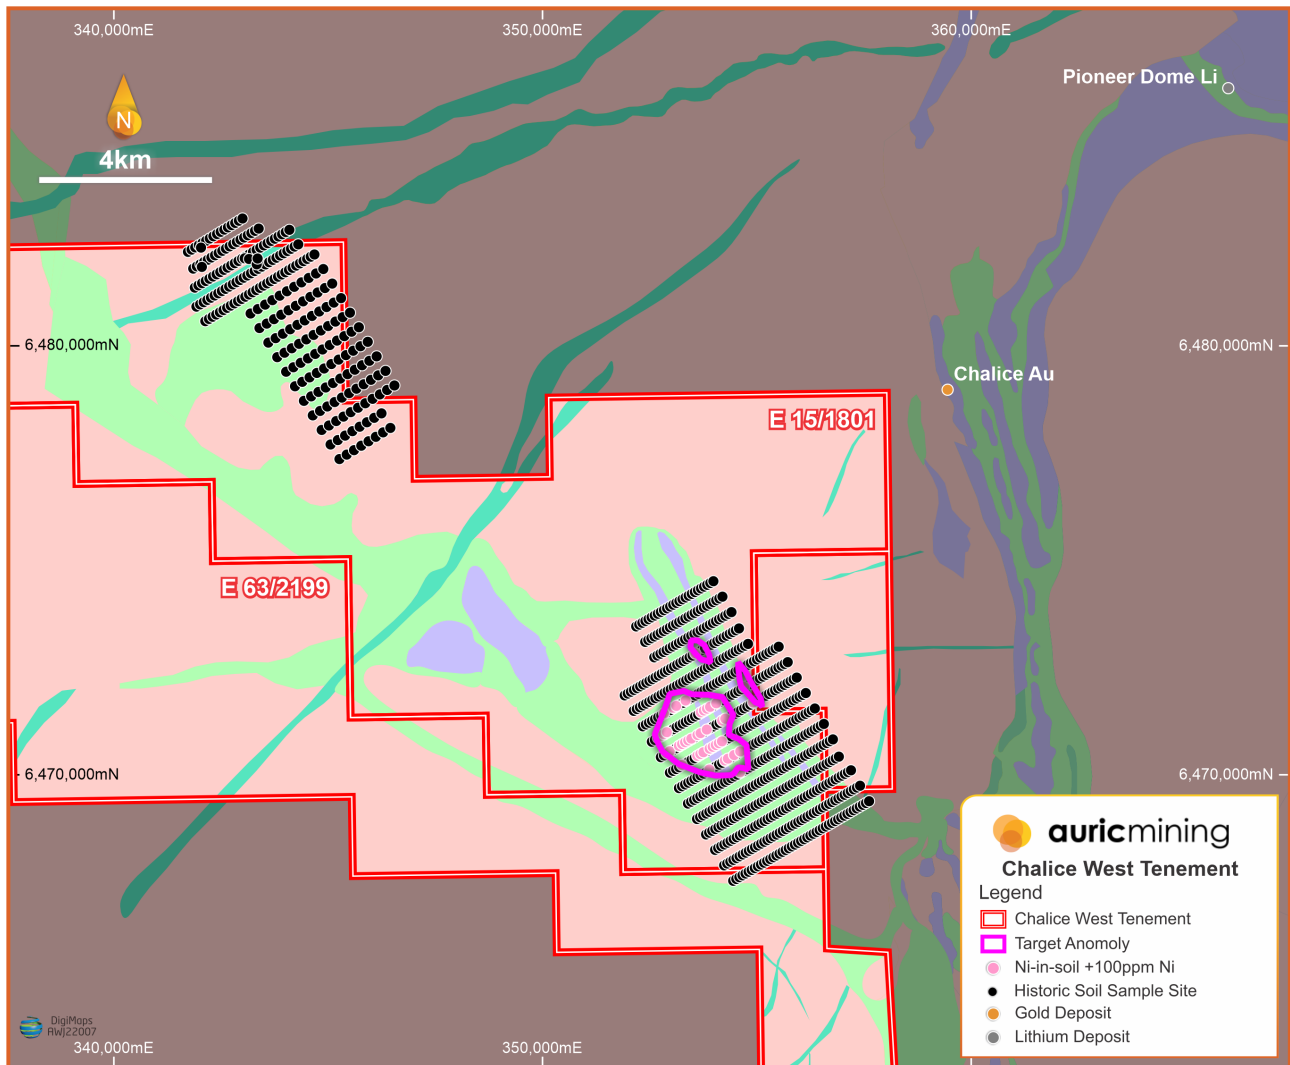 340,000mE 350,000mE 360,000mE
Pioneer Dome Li
N
4km
6,480,000mN 6,480,000mN
Chalice Au
E 15/1801
E 63/2199
6,470,000mN 6,470,000mN
auricmining
Chalice West Tenement
Legend
Chalice West Tenement
Target Anomoly
Ni-in-soil +100ppm Ni
Historic Soil Sample Site
Gold Deposit
Lithium Deposit
DigiMaps
AWJ22007
340,000mE 350,000mE